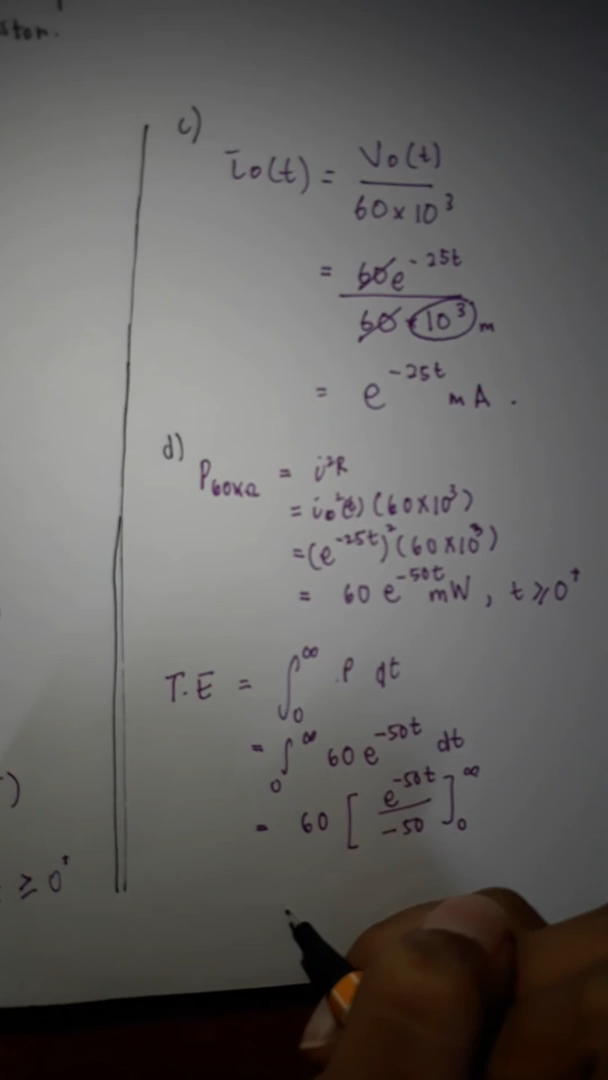 c)
io(t) = Vo(t) / 60×10³
= 60e^-25t / 60×10³ m
= e^-25t mA.
d) P60KΩ = i²R
= io²(t) (60×10³)
= (e^-25t)² (60×10³)
= 60 e^-50t mW, t ≥ 0⁺
T.E = ∫₀^∞ P dt
= ∫₀^∞ 60 e^-50t dt
= 60 [ e^-50t / -50 ]₀^∞
)
≥ 0⁺